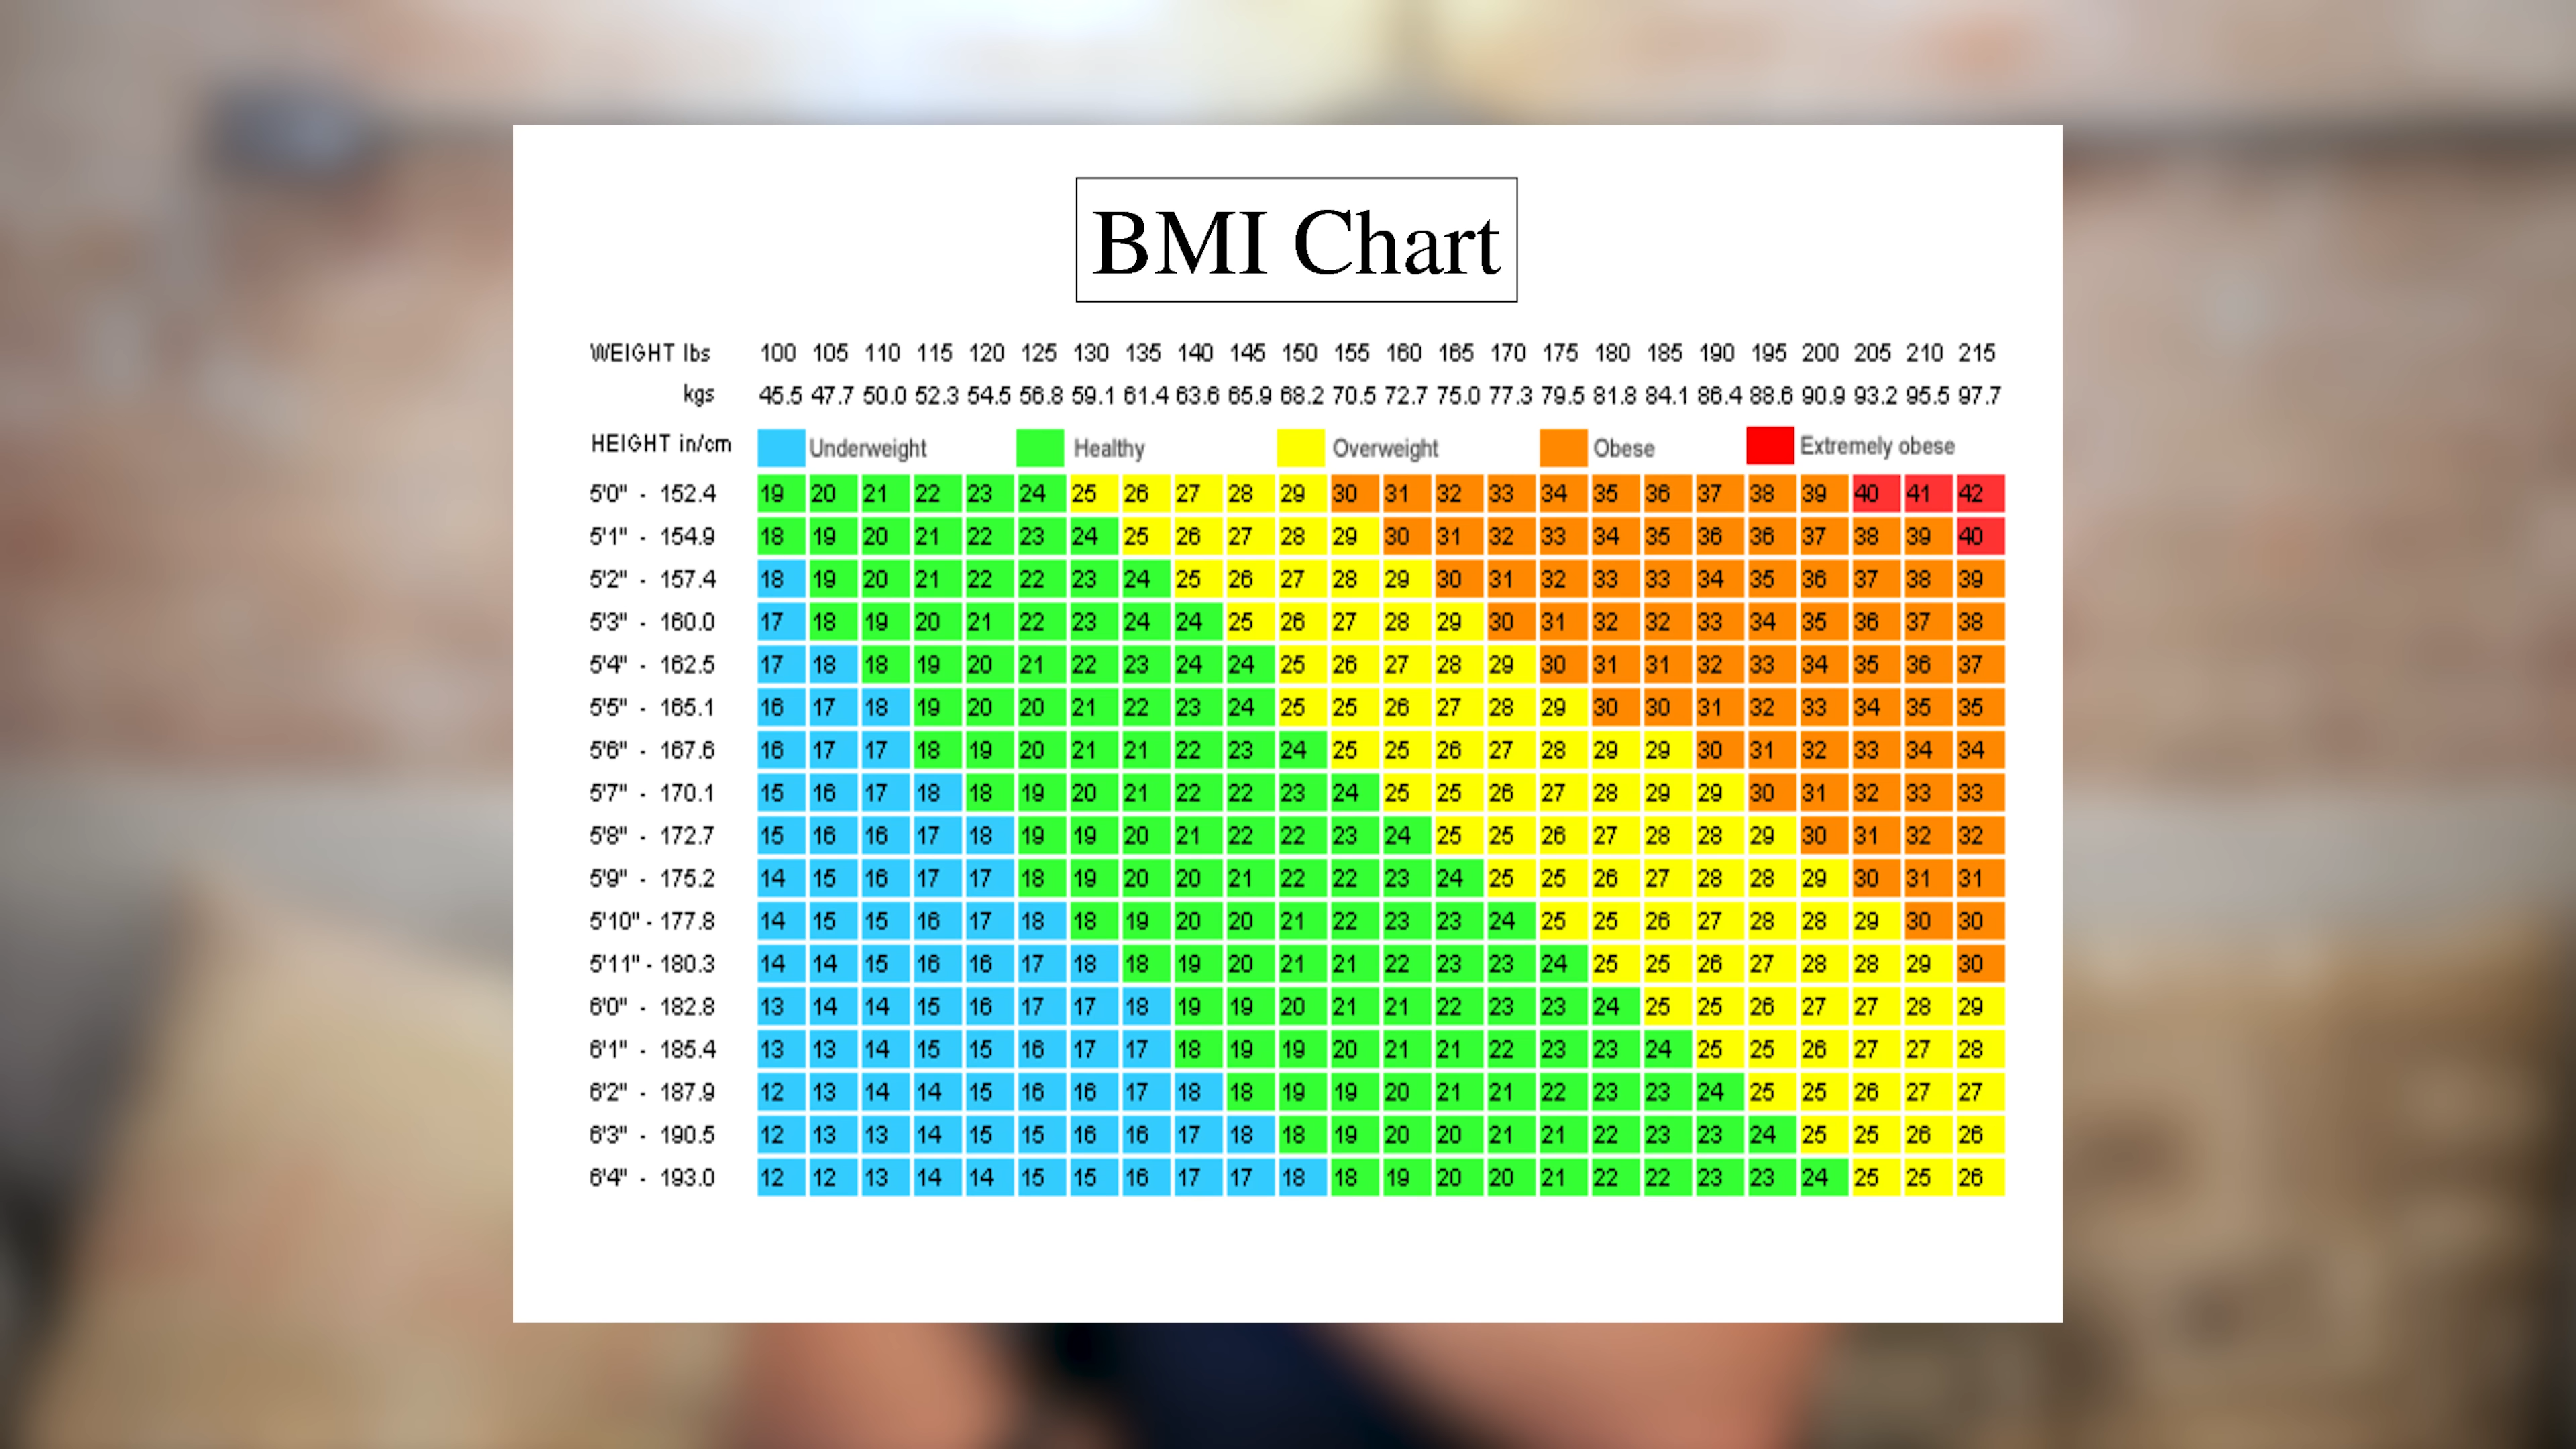 BMI Chart
WEIGHT lbs 100 105 110 115 120 125 130 135 140 145 150 155 160 165 170 175 180 185 190 195 200 205 210 215
kgs 45.5 47.7 50.0 52.3 54.5 56.8 59.1 61.4 63.6 65.9 68.2 70.5 72.7 75.0 77.3 79.5 81.8 84.1 86.4 88.6 90.9 93.2 95.5 97.7
HEIGHT in/cm Underweight Healthy Overweight Obese Extremely obese
5'0" - 152.4 19 20 21 22 23 24 25 26 27 28 29 30 31 32 33 34 35 36 37 38 39 40 41 42
5'1" - 154.9 18 19 20 21 22 23 24 25 26 27 28 29 30 31 32 33 34 35 36 36 37 38 39 40
5'2" - 157.4 18 19 20 21 22 22 23 24 25 26 27 28 29 30 31 32 33 33 34 35 36 37 38 39
5'3" - 160.0 17 18 19 20 21 22 23 24 24 25 26 27 28 29 30 31 32 32 33 34 35 36 37 38
5'4" - 162.5 17 18 18 19 20 21 22 23 24 24 25 26 27 28 29 30 31 31 32 33 34 35 36 37
5'5" - 165.1 16 17 18 19 20 20 21 22 23 24 25 25 26 27 28 29 30 30 31 32 33 34 35 35
5'6" - 167.6 16 17 17 18 19 20 21 21 22 23 24 25 25 26 27 28 29 29 30 31 32 33 34 34
5'7" - 170.1 15 16 17 18 18 19 20 21 22 22 23 24 25 25 26 27 28 29 29 30 31 32 33 33
5'8" - 172.7 15 16 16 17 18 19 19 20 21 22 22 23 24 25 25 26 27 28 28 29 30 31 32 32
5'9" - 175.2 14 15 16 17 17 18 19 20 20 21 22 22 23 24 25 25 26 27 28 28 29 30 31 31
5'10" - 177.8 14 15 15 16 17 18 18 19 20 20 21 22 23 23 24 25 25 26 27 28 28 29 30 30
5'11" - 180.3 14 14 15 16 16 17 18 18 19 20 21 21 22 23 23 24 25 25 26 27 28 28 29 30
6'0" - 182.8 13 14 14 15 16 17 17 18 19 19 20 21 21 22 23 23 24 25 25 26 27 27 28 29
6'1" - 185.4 13 13 14 15 15 16 17 17 18 19 19 20 21 21 22 23 23 24 25 25 26 27 27 28
6'2" - 187.9 12 13 14 14 15 16 16 17 18 18 19 19 20 21 21 22 23 23 24 25 25 26 27 27
6'3" - 190.5 12 13 13 14 15 15 16 16 17 18 18 19 20 20 21 21 22 23 23 24 25 25 26 26
6'4" - 193.0 12 12 13 14 14 15 15 16 17 17 18 18 19 20 20 21 22 22 23 23 24 25 25 26